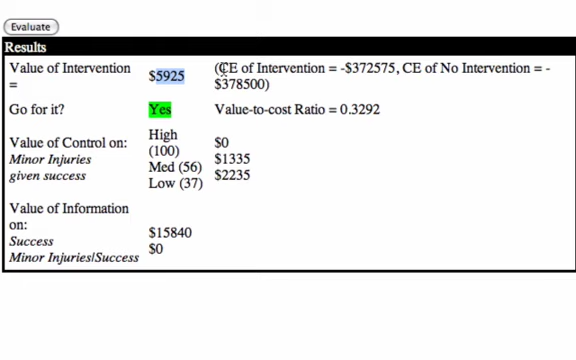 Evaluate
Results
Value of Intervention = $5925 (CE of Intervention = -$372575, CE of No Intervention = -$378500)
Go for it? Yes Value-to-cost Ratio = 0.3292
Value of Control on:
Minor Injuries
given success
High (100) $0
Med (56) $1335
Low (37) $2235
Value of Information on:
Success $15840
Minor Injuries|Success $0